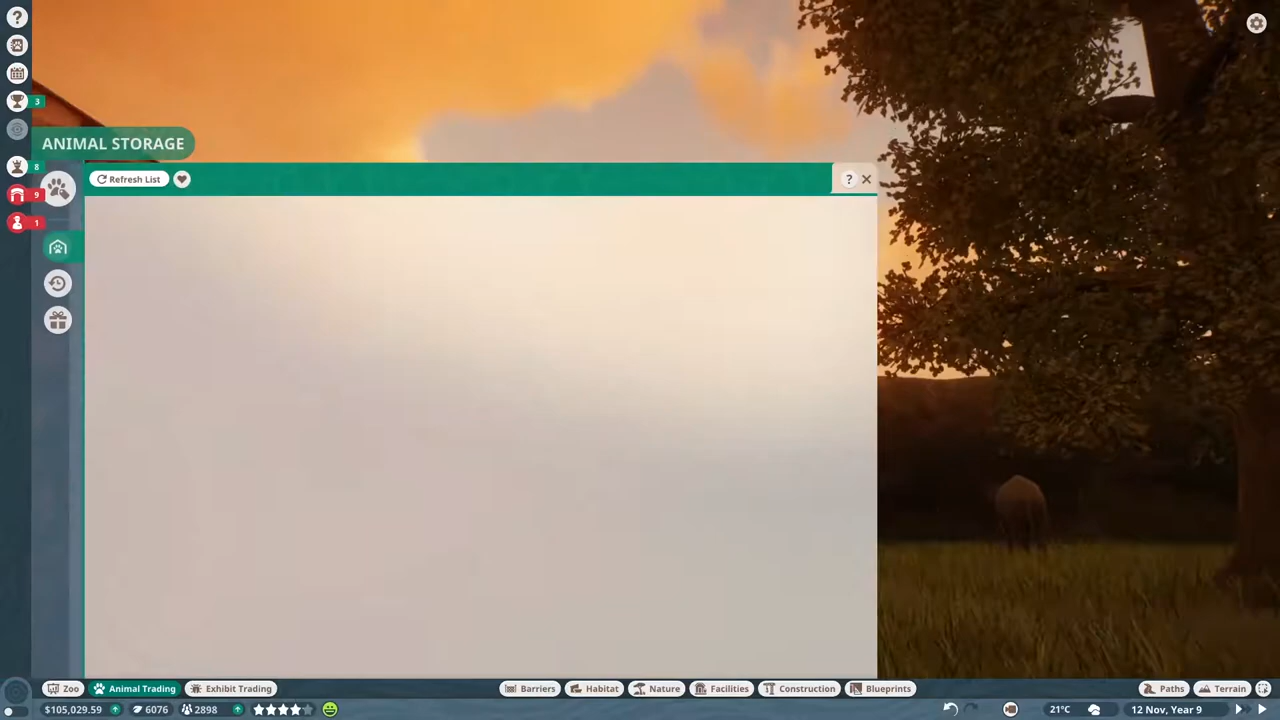 3
ANIMAL STORAGE
8
Refresh List
?
9
1
Zoo
Animal Trading
Exhibit Trading
Barriers
Habitat
Nature
Facilities
Construction
Blueprints
Paths
Terrain
$105,029.59
6076
2898
21°C
12 Nov, Year 9